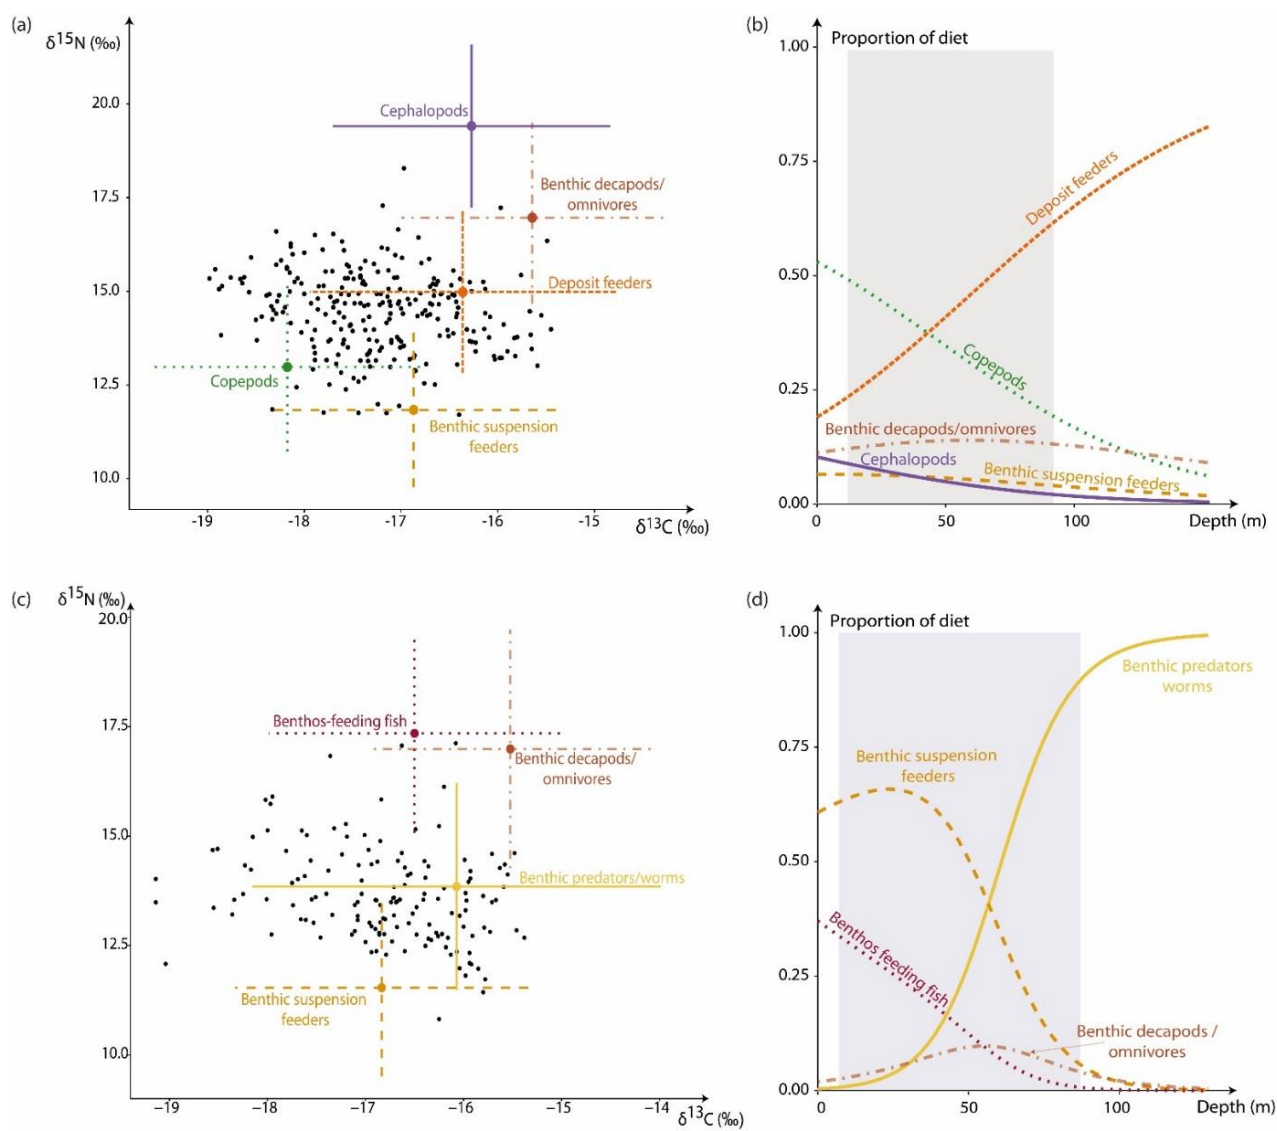 (a)
δ15N (‰)
20.0
17.5
15.0
12.5
10.0
Cephalopods
Benthic decapods/
omnivores
Deposit feeders
Copepods
Benthic suspension
feeders
-19
-18
-17
-16
-15
δ13C (‰)
(b)
Proportion of diet
1.00
0.75
0.50
0.25
0.00
Deposit feeders
Copepods
Benthic decapods/omnivores
Cephalopods
Benthic suspension feeders
0
50
100
Depth (m)
(c)
δ15N (‰)
20.0
17.5
15.0
12.5
10.0
Benthos-feeding fish
Benthic decapods/
omnivores
Benthic predators/worms
Benthic suspension
feeders
−19
−18
−17
−16
−15
−14
δ13C (‰)
(d)
Proportion of diet
1.00
0.75
0.50
0.25
0.00
Benthic predators
worms
Benthic suspension
feeders
Benthos feeding fish
Benthic decapods /
omnivores
0
50
100
Depth (m)